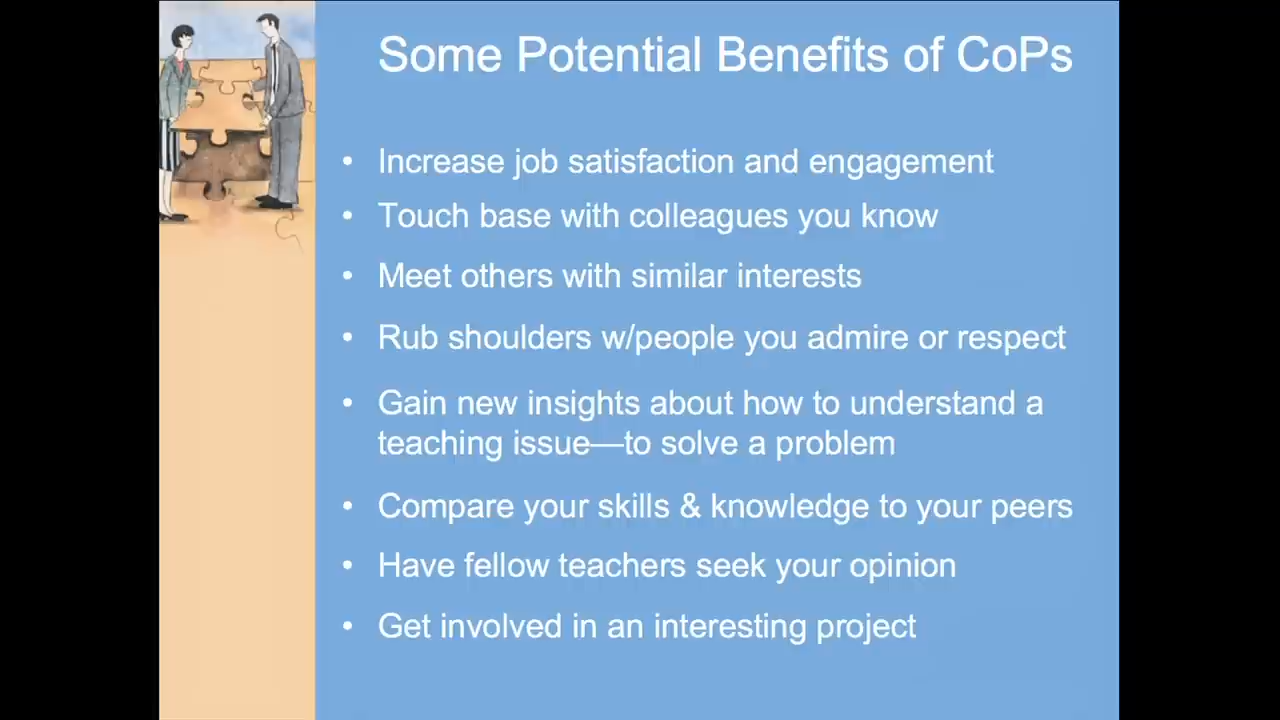 Some Potential Benefits of CoPs
• Increase job satisfaction and engagement
• Touch base with colleagues you know
• Meet others with similar interests
• Rub shoulders w/people you admire or respect
• Gain new insights about how to understand a
teaching issue—to solve a problem
• Compare your skills & knowledge to your peers
• Have fellow teachers seek your opinion
• Get involved in an interesting project